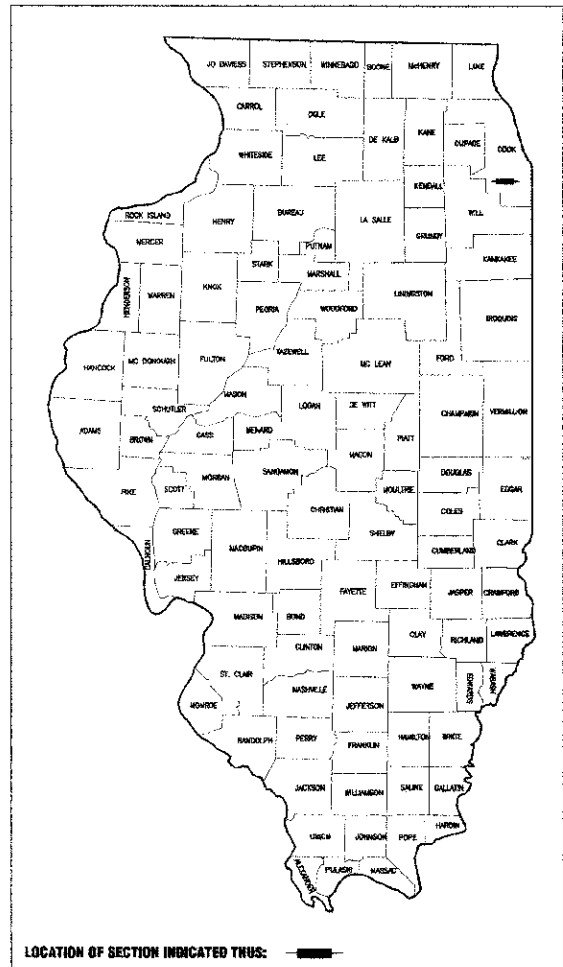 JO DAVIESS STEPHENSON WINNEBAGO BOONE McHENRY LAKE
CARROL OGLE DE KALB KANE DUPAGE COOK
WHITESIDE LEE KENDALL
ROCK ISLAND HENRY BUREAU LA SALLE GRUNDY WILL
MERCER PUTNAM KANKAKEE
STARK MARSHALL
HENDERSON WARREN KNOX PEORIA WOODFORD LIVINGSTON IROQUOIS
HANCOCK MC DONOUGH FULTON TAZEWELL MC LEAN FORD
MASON
SCHUYLER LOGAN DE WITT CHAMPAIGN VERMILLION
ADAMS BROWN CASS MENARD PIATT
MACON
PIKE SCOTT MORGAN SANGAMON MOULTRIE DOUGLAS EDGAR
CHRISTIAN COLES
CALHOUN GREENE MACOUPIN HILLSBORO SHELBY CUMBERLAND CLARK
JERSEY FAYETTE EFFINGHAM JASPER CRAWFORD
MADISON BOND
CLINTON MARION CLAY RICHLAND LAWRENCE
ST. CLAIR NASHVILLE WAYNE EDWARDS WABASH
MONROE JEFFERSON
RANDOLPH PERRY FRANKLIN HAMILTON WHITE
JACKSON WILLIAMSON SALINE GALLATIN
UNION JOHNSON POPE HARDIN
ALEXANDER PULASKI MASSAC
LOCATION OF SECTION INDICATED THUS: